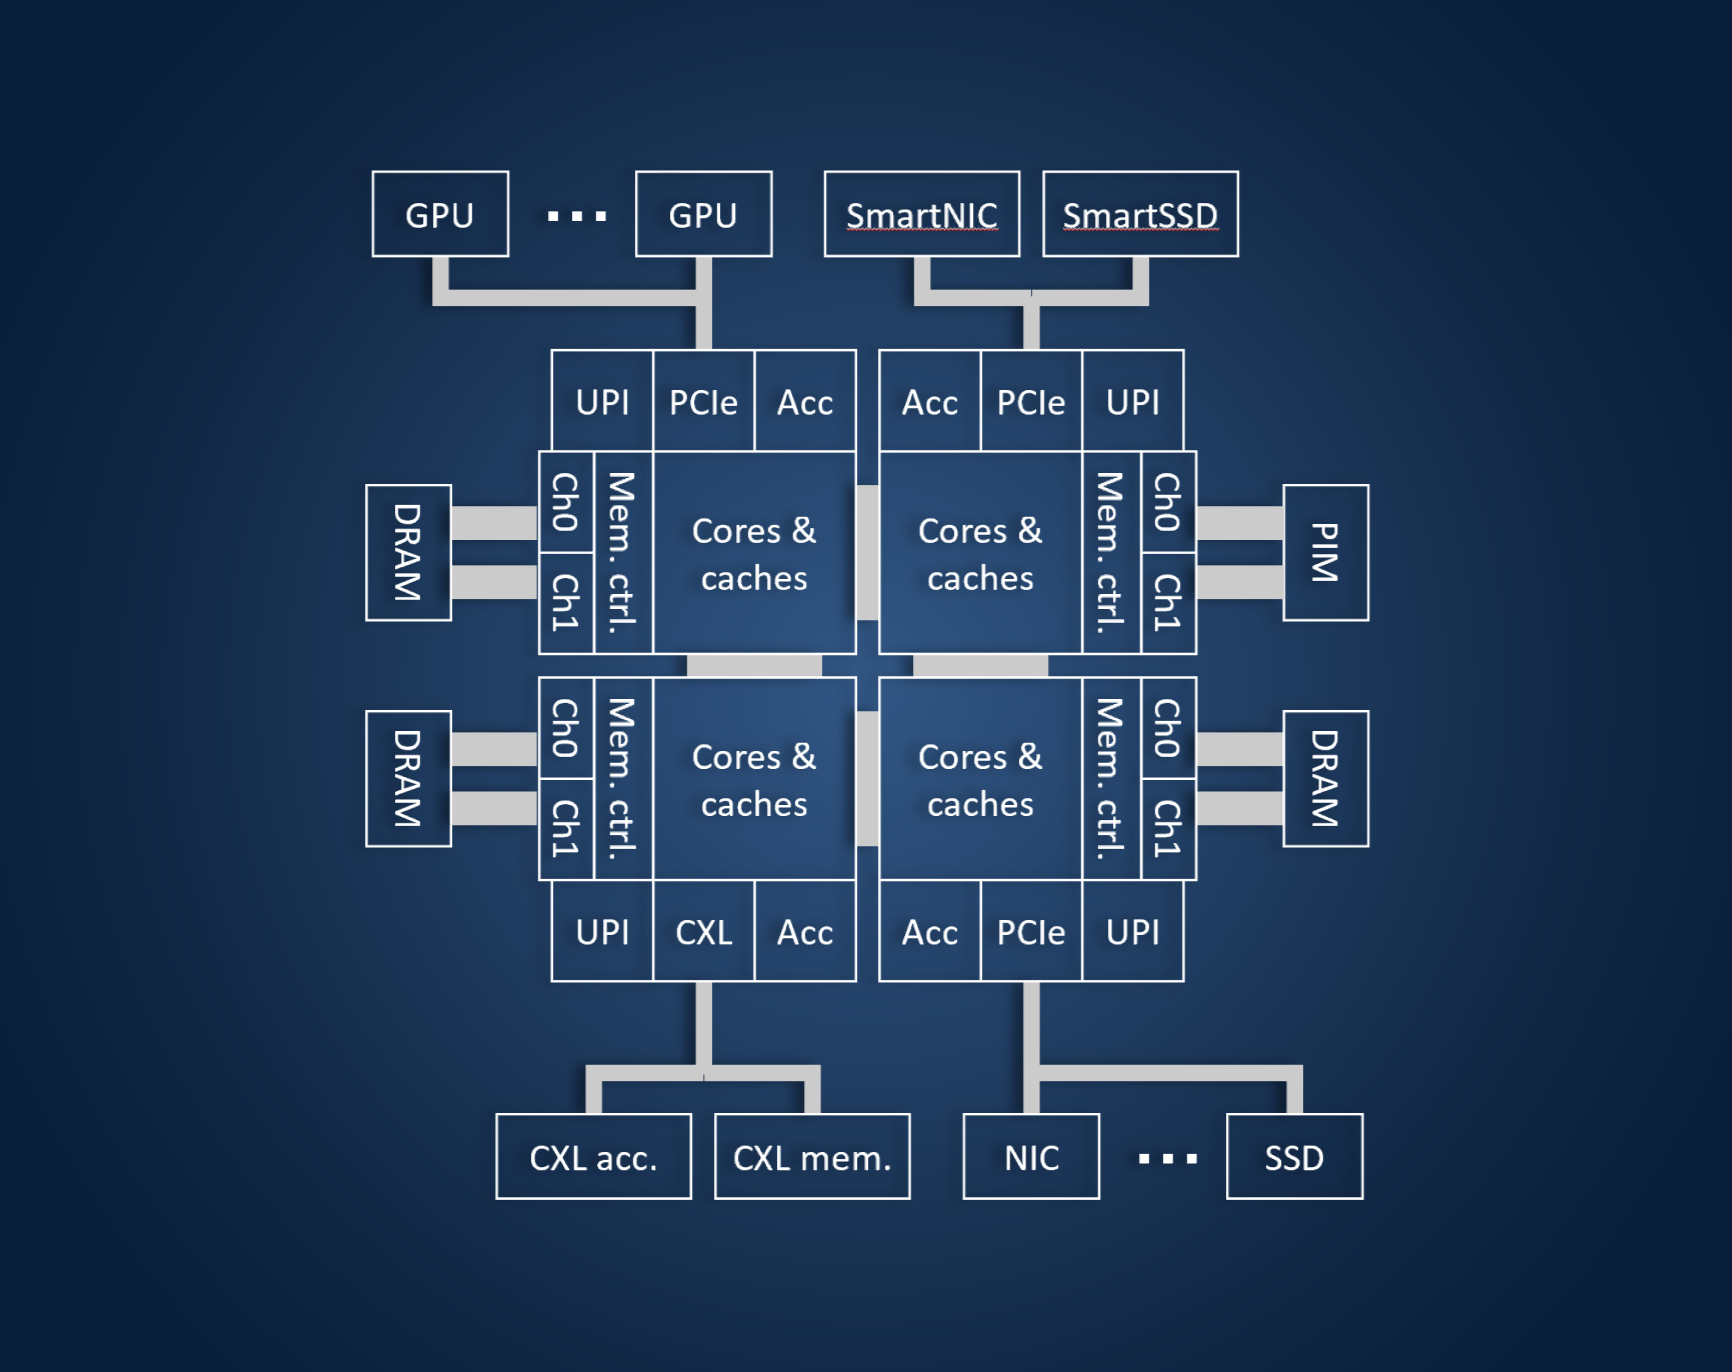 GPU ... GPU SmartNIC SmartSSD
UPI PCIe Acc Acc PCIe UPI
DRAM Ch0 Ch1 Mem. ctrl. Cores & caches Cores & caches Mem. ctrl. Ch0 Ch1 PIM
DRAM Ch0 Ch1 Mem. ctrl. Cores & caches Cores & caches Mem. ctrl. Ch0 Ch1 DRAM
UPI CXL Acc Acc PCIe UPI
CXL acc. CXL mem. NIC ... SSD